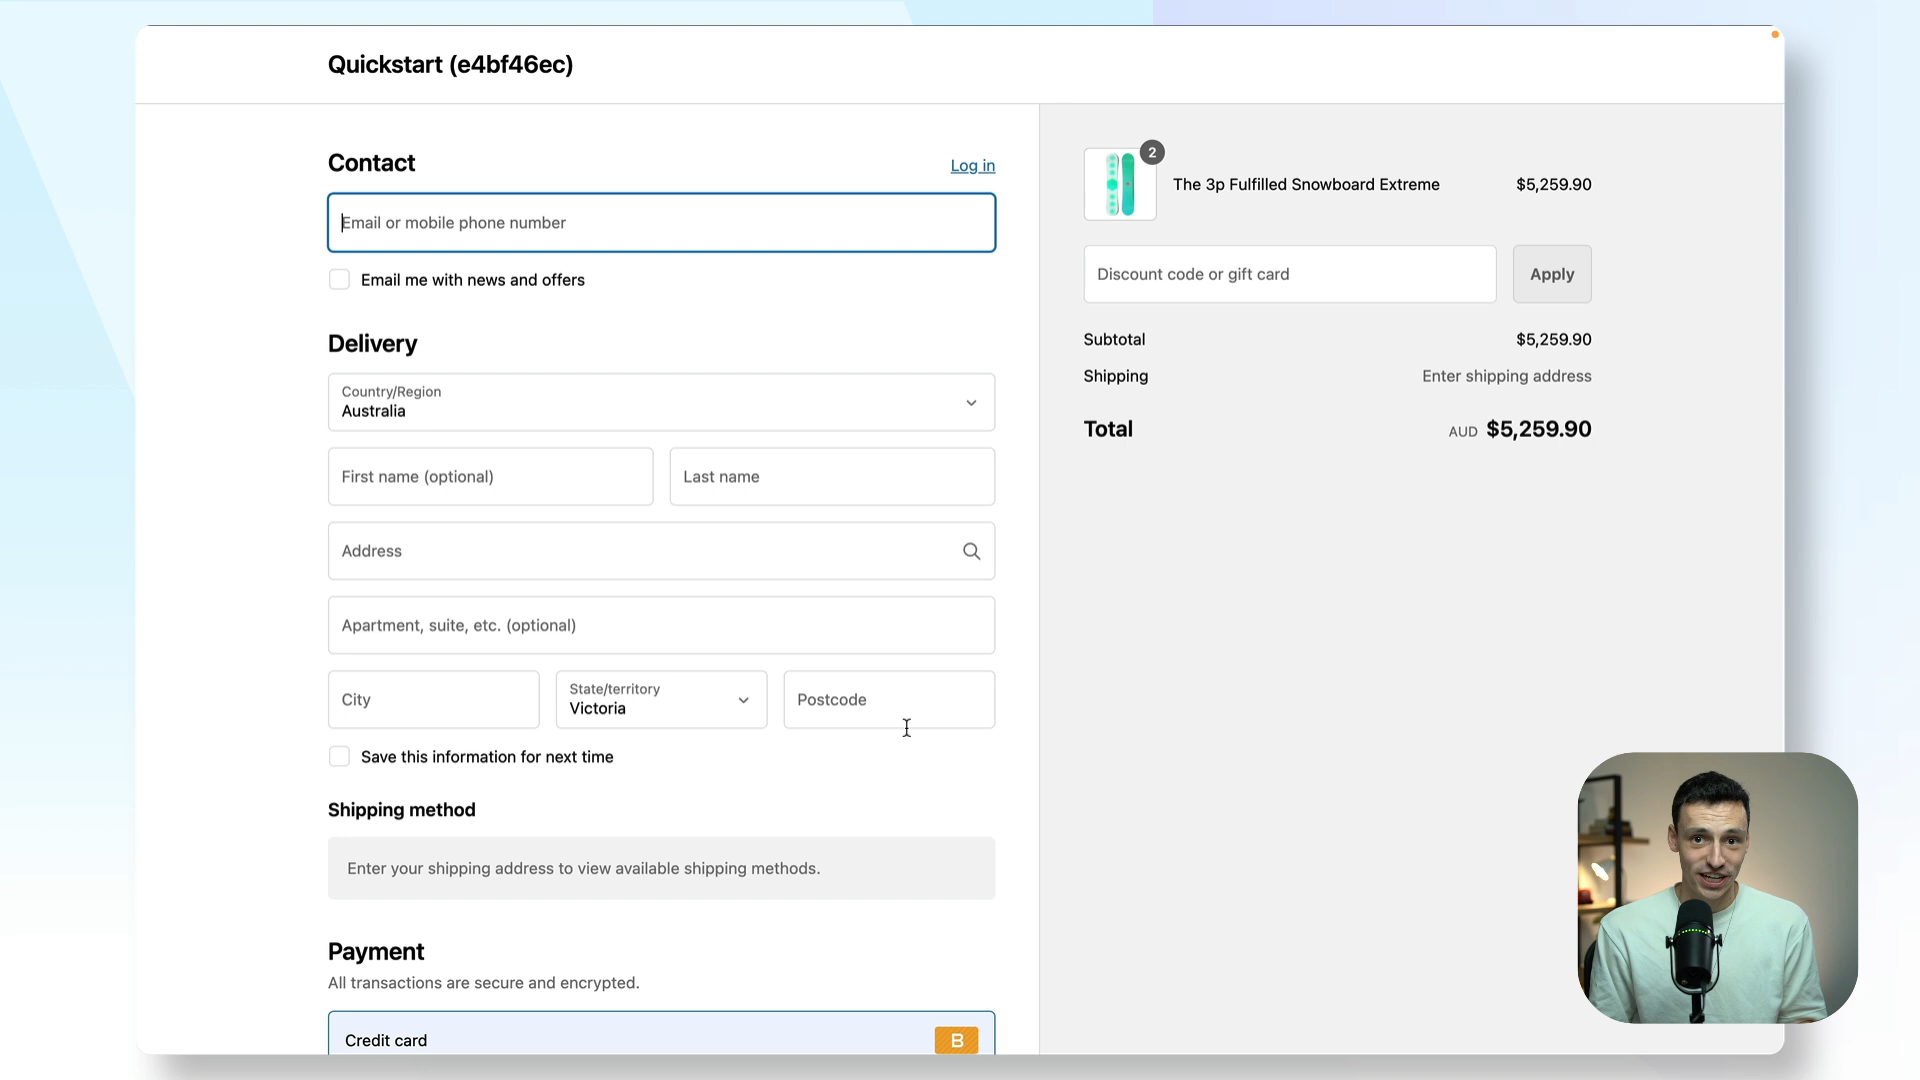 Quickstart (e4bf46ec)
Contact
Log in
Email or mobile phone number
Email me with news and offers
Delivery
Country/Region
Australia
First name (optional)
Last name
Address
Apartment, suite, etc. (optional)
City
State/territory
Victoria
Postcode
Save this information for next time
Shipping method
Enter your shipping address to view available shipping methods.
Payment
All transactions are secure and encrypted.
Credit card
B
2
The 3p Fulfilled Snowboard Extreme
$5,259.90
Discount code or gift card
Apply
Subtotal
$5,259.90
Shipping
Enter shipping address
Total
AUD $5,259.90